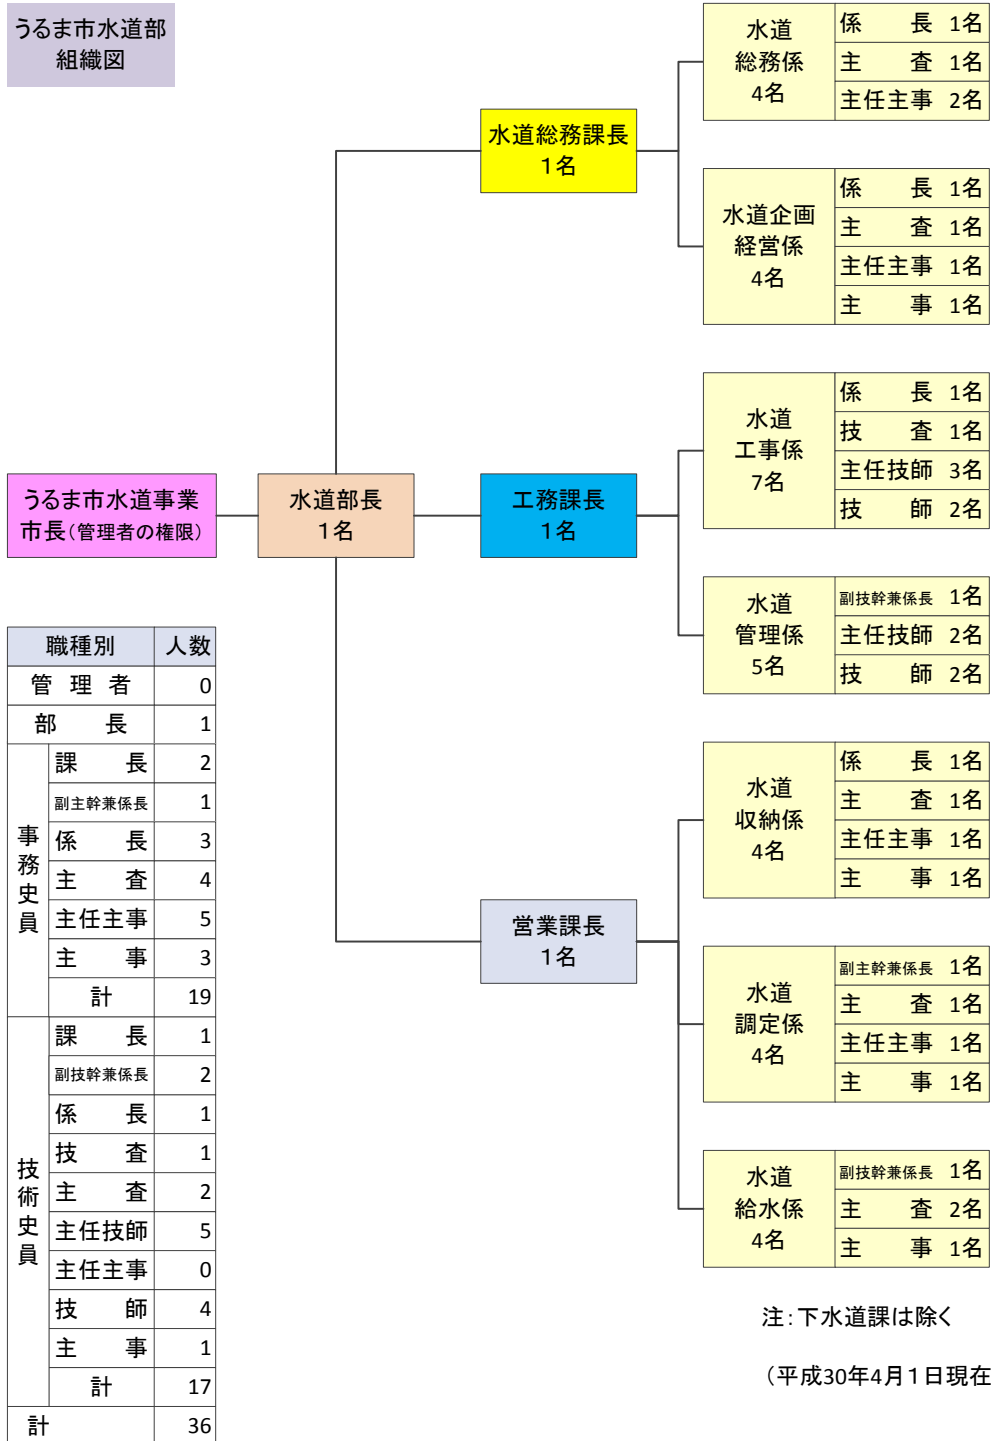 うるま市水道部
組織図
水道
総務係
4名
係　　長 1名
主　　査 1名
主任主事 2名
水道総務課長
1名
水道企画
経営係
4名
係　　長 1名
主　　査 1名
主任主事 1名
主　　事 1名
うるま市水道事業
市長(管理者の権限)
水道部長
1名
工務課長
1名
水道
工事係
7名
係　　長 1名
技　　査 1名
主任技師 3名
技　　師 2名
水道
管理係
5名
副技幹兼係長 1名
主任技師 2名
技　　師 2名
営業課長
1名
水道
収納係
4名
係　　長 1名
主　　査 1名
主任主事 1名
主　　事 1名
水道
調定係
4名
副主幹兼係長 1名
主　　査 1名
主任主事 1名
主　　事 1名
水道
給水係
4名
副技幹兼係長 1名
主　　査 2名
主　　事 1名
職種別 人数
管 理 者 0
部　　長 1
事務史員
課　　長 2
副主幹兼係長 1
係　　長 3
主　　査 4
主任主事 5
主　　事 3
計 19
技術史員
課　　長 1
副技幹兼係長 2
係　　長 1
技　　査 1
主　　査 2
主任技師 5
主任主事 0
技　　師 4
主　　事 1
計 17
計 36
注：下水道課は除く
（平成30年4月1日現在